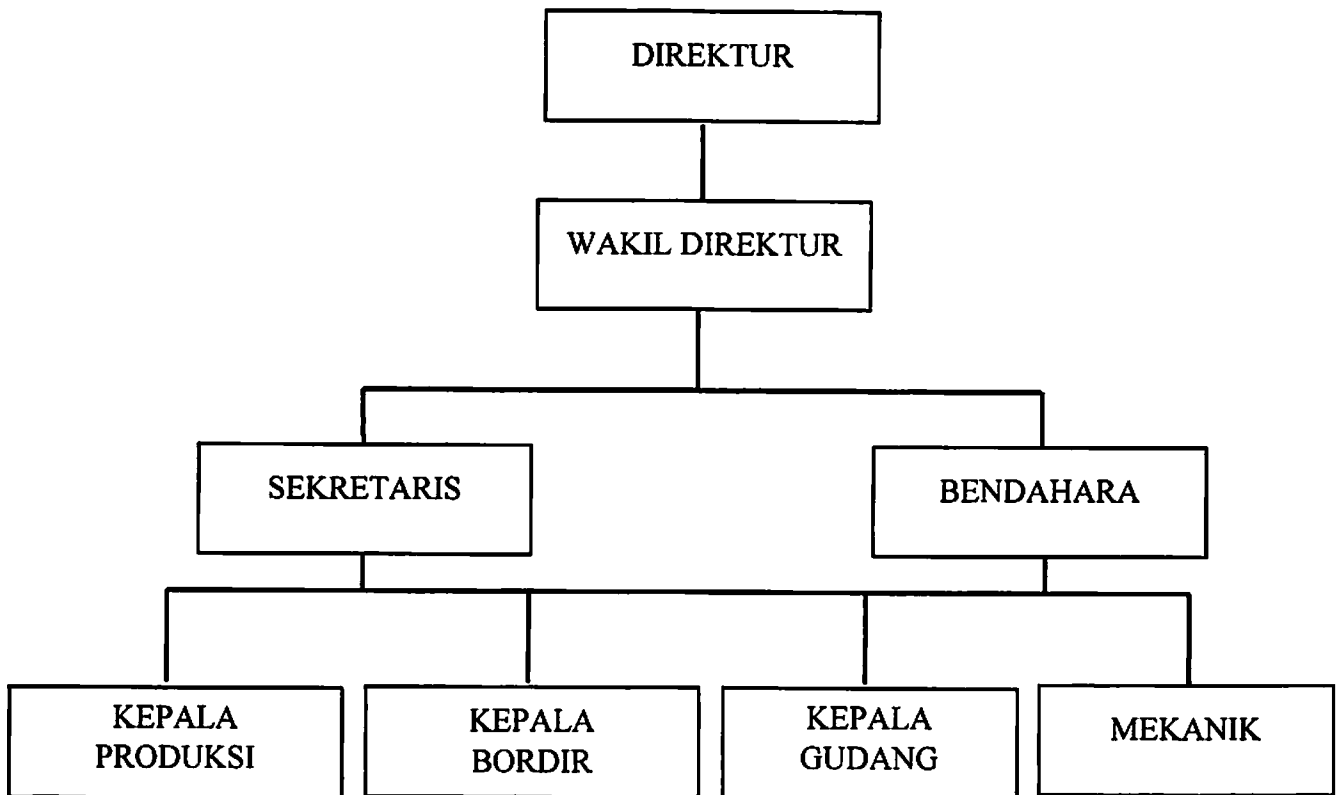 DIREKTUR
WAKIL DIREKTUR
SEKRETARIS
BENDAHARA
KEPALA
PRODUKSI
KEPALA
BORDIR
KEPALA
GUDANG
MEKANIK